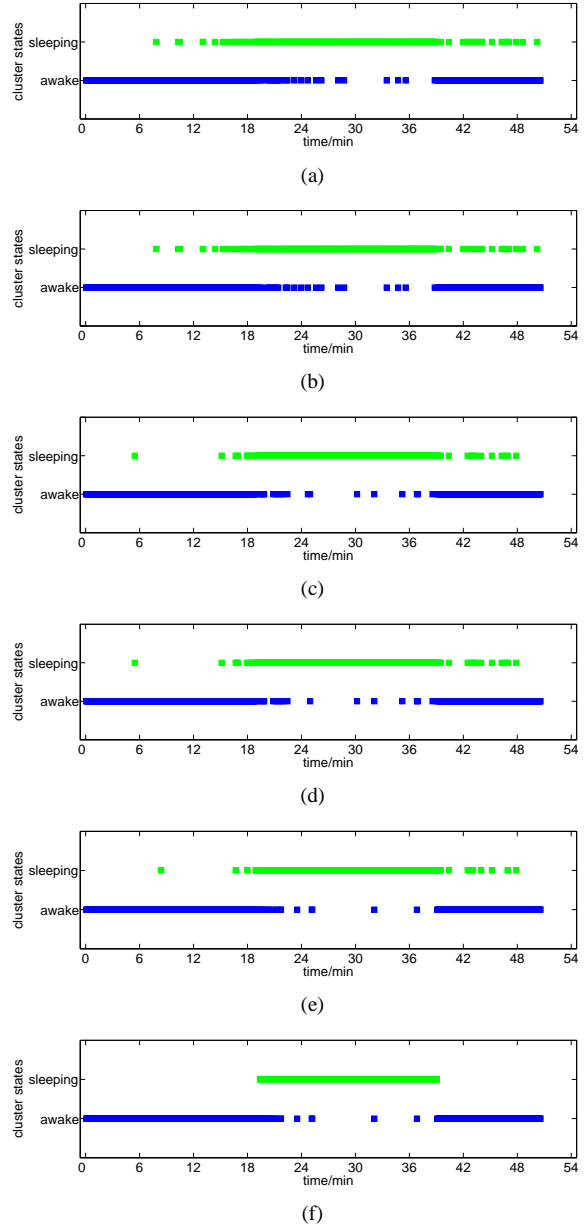 cluster states
sleeping
awake
0 6 12 18 24 30 36 42 48 54
time/min
(a)
cluster states
sleeping
awake
0 6 12 18 24 30 36 42 48 54
time/min
(b)
cluster states
sleeping
awake
0 6 12 18 24 30 36 42 48 54
time/min
(c)
cluster states
sleeping
awake
0 6 12 18 24 30 36 42 48 54
time/min
(d)
cluster states
sleeping
awake
0 6 12 18 24 30 36 42 48 54
time/min
(e)
cluster states
sleeping
awake
0 6 12 18 24 30 36 42 48 54
time/min
(f)